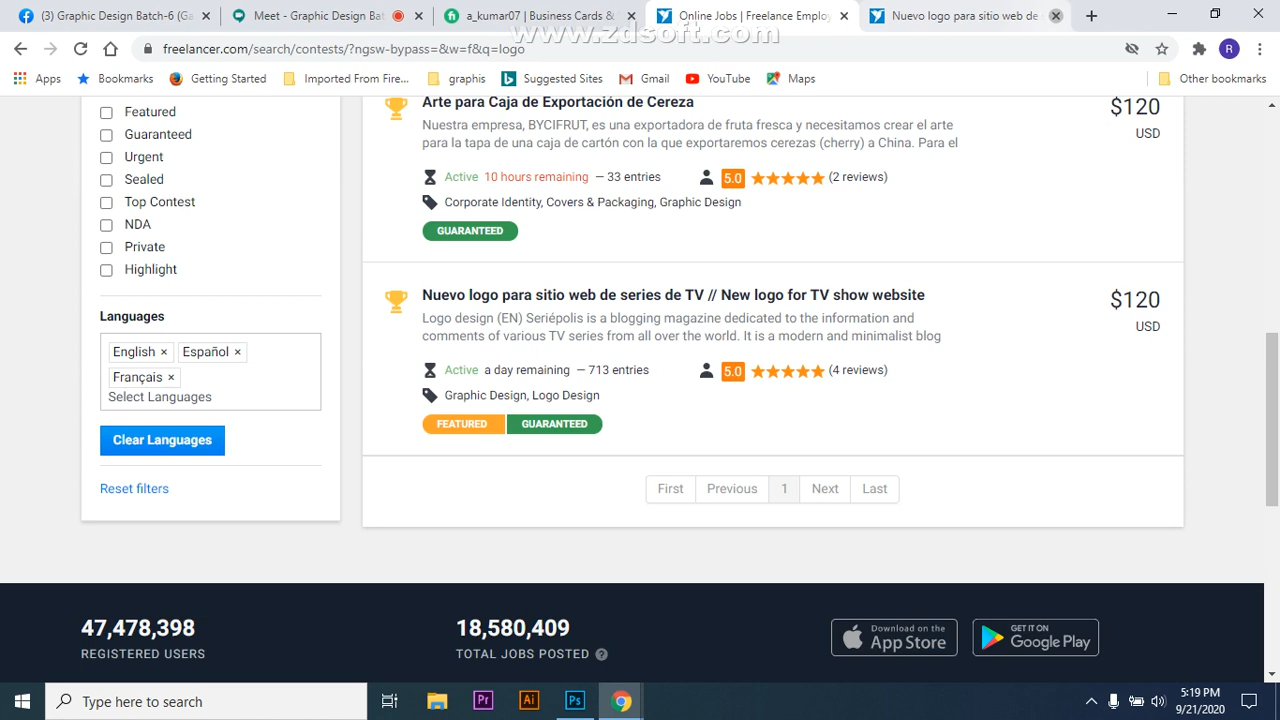 (3) Graphic Design Batch-6 (Ga
Meet - Graphic Design Bat
a_kumar07 | Business Cards &
Online Jobs | Freelance Employ
Nuevo logo para sitio web de
www.zdsoft.com
freelancer.com/search/contests/?ngsw-bypass=&w=f&q=logo
R
Apps
Bookmarks
Getting Started
Imported From Fire...
graphis
Suggested Sites
Gmail
YouTube
Maps
Other bookmarks
Featured
Guaranteed
Urgent
Sealed
Top Contest
NDA
Private
Highlight
Languages
English ×
Español ×
Français ×
Select Languages
Clear Languages
Reset filters
Arte para Caja de Exportación de Cereza
$120
USD
Nuestra empresa, BYCIFRUT, es una exportadora de fruta fresca y necesitamos crear el arte
para la tapa de una caja de cartón con la que exportaremos cerezas (cherry) a China. Para el
Active 10 hours remaining — 33 entries
5.0 (2 reviews)
Corporate Identity, Covers & Packaging, Graphic Design
GUARANTEED
Nuevo logo para sitio web de series de TV // New logo for TV show website
$120
USD
Logo design (EN) Seriépolis is a blogging magazine dedicated to the information and
comments of various TV series from all over the world. It is a modern and minimalist blog
Active a day remaining — 713 entries
5.0 (4 reviews)
Graphic Design, Logo Design
FEATURED GUARANTEED
First Previous 1 Next Last
47,478,398
REGISTERED USERS
18,580,409
TOTAL JOBS POSTED ?
Download on the
App Store
GET IT ON
Google Play
Type here to search
Pr
Ai
Ps
5:19 PM
9/21/2020